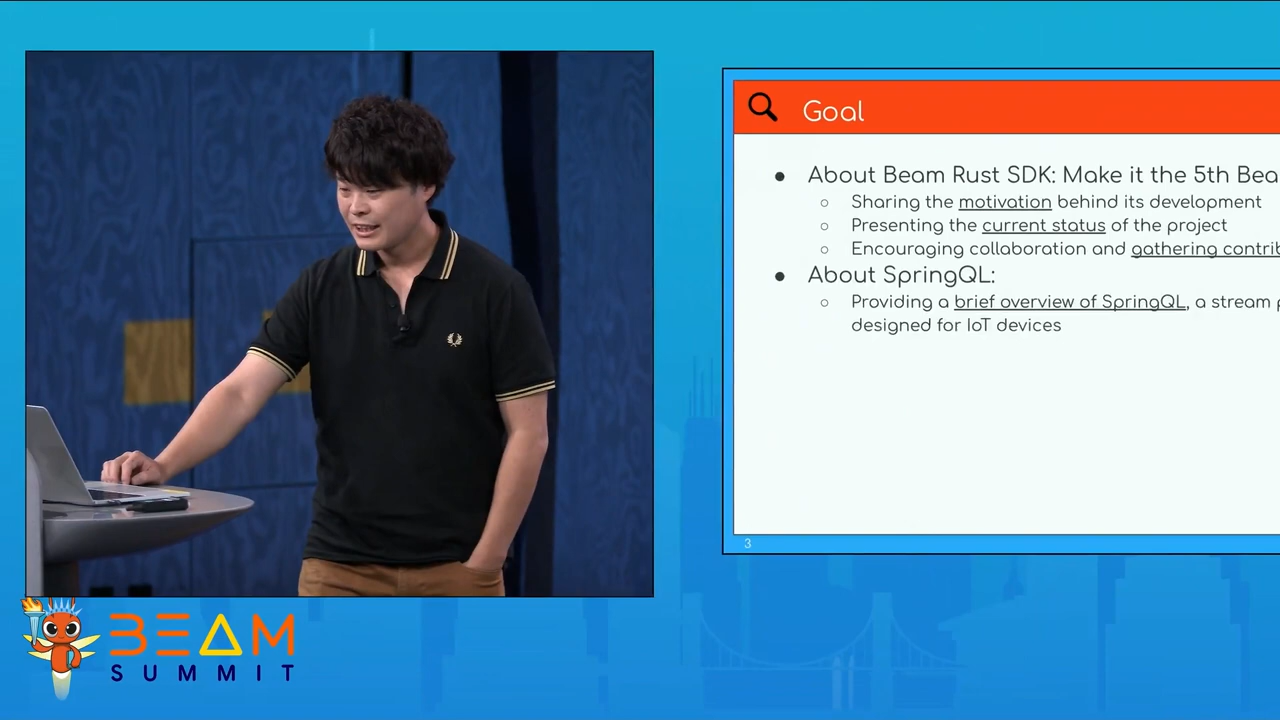 Goal
About Beam Rust SDK: Make it the 5th Bea
Sharing the motivation behind its development
Presenting the current status of the project
Encouraging collaboration and gathering contrib
About SpringQL:
Providing a brief overview of SpringQL, a stream p
designed for IoT devices
3
BEAM
SUMMIT